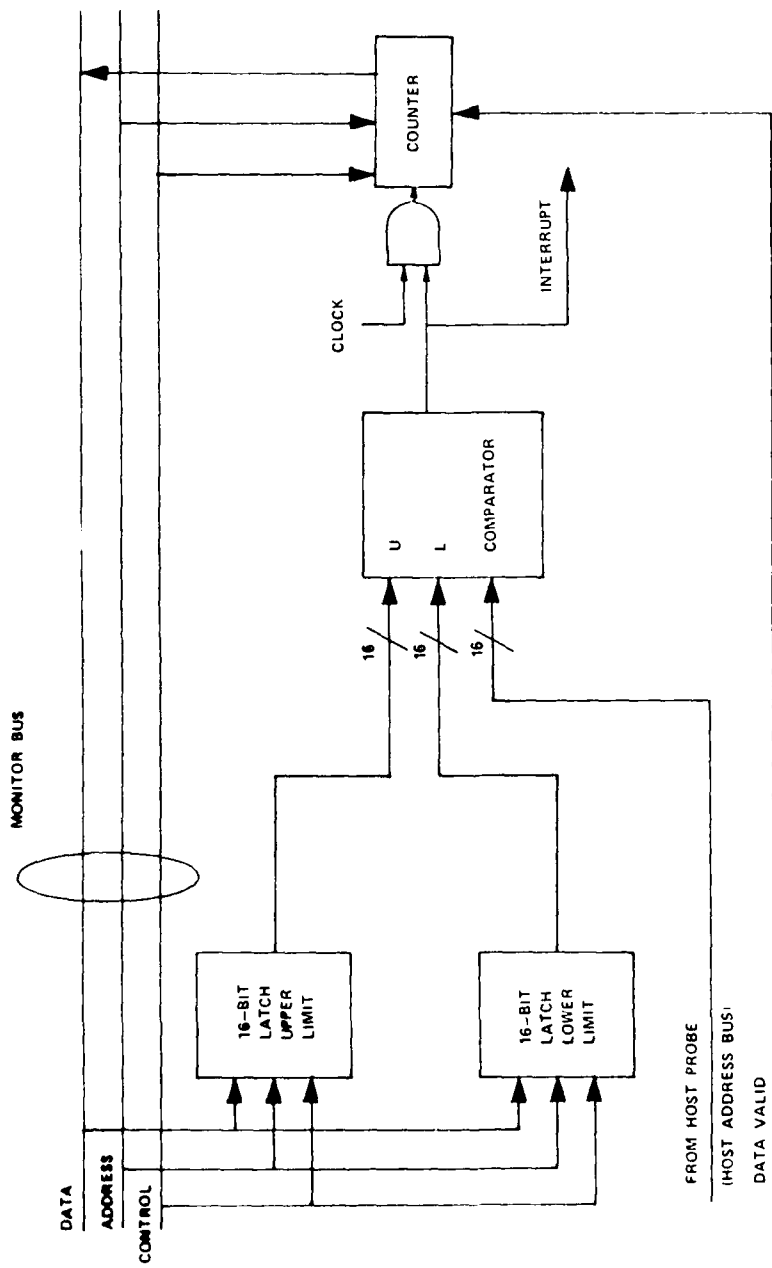 MONITOR BUS
DATA
ADDRESS
CONTROL
16-BIT
LATCH
UPPER
LIMIT
16-BIT
LATCH
LOWER
LIMIT
16
16
16
U
L
COMPARATOR
CLOCK
INTERRUPT
COUNTER
FROM HOST PROBE
(HOST ADDRESS BUS)
DATA VALID